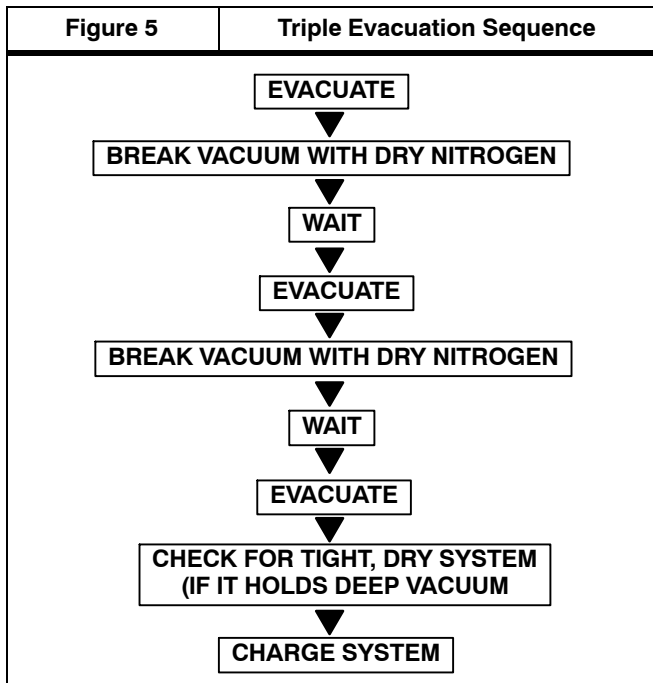 Figure 5
Triple Evacuation Sequence
EVACUATE
BREAK VACUUM WITH DRY NITROGEN
WAIT
EVACUATE
BREAK VACUUM WITH DRY NITROGEN
WAIT
EVACUATE
CHECK FOR TIGHT, DRY SYSTEM
(IF IT HOLDS DEEP VACUUM
CHARGE SYSTEM